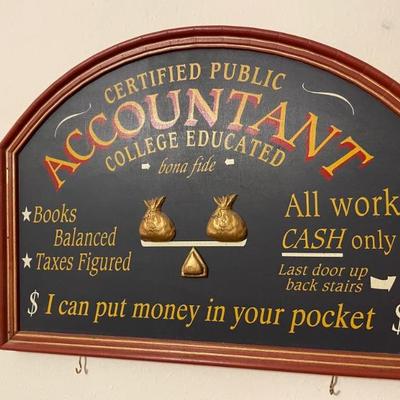 CERTIFIED PUBLIC
ACCOUNTANT
COLLEGE EDUCATED
bona fide
Books
Balanced
Taxes Figured
All work
CASH only
Last door up
back stairs
$ I can put money in your pocket $